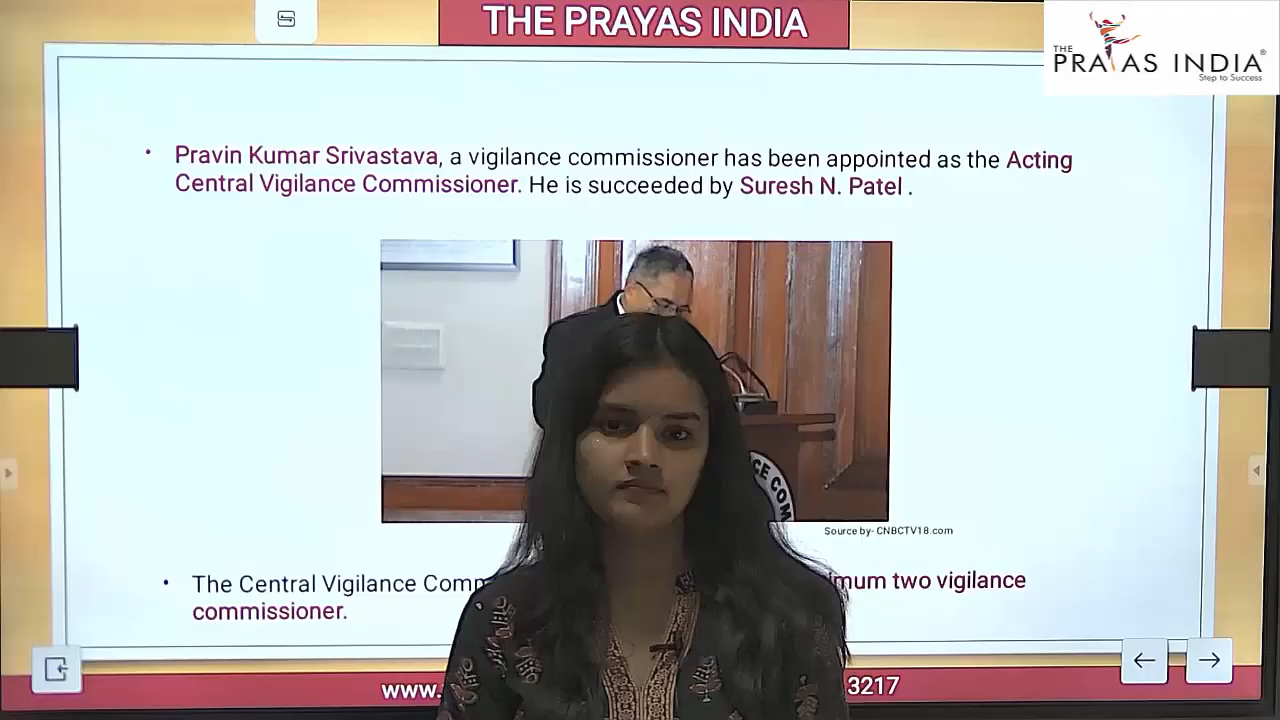 THE PRAYAS INDIA
THE
PRAYAS INDIA®
Step to Success
• Pravin Kumar Srivastava, a vigilance commissioner has been appointed as the Acting
Central Vigilance Commissioner. He is succeeded by Suresh N. Patel .
CE COM
Source by- CNBCTV18.com
• The Central Vigilance Comm
imum two vigilance
commissioner.
www.
3217